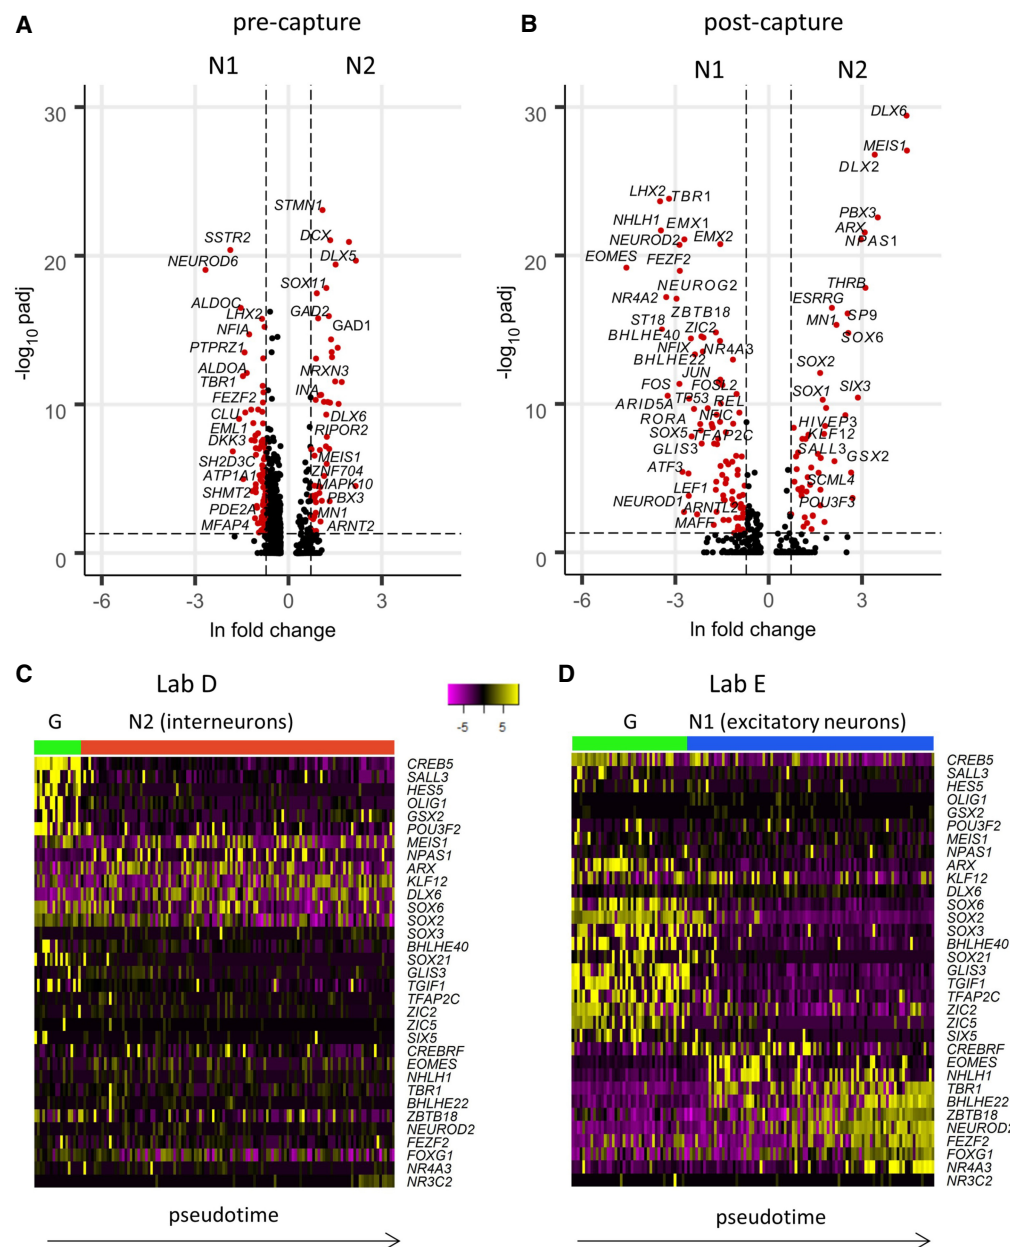 A
pre-capture
N1
N2
30
20
10
0
-log10 padj
STMN1
DCX
SSTR2
DLX5
NEUROD6
SOX11
ALDOC
LHX2
GAD2
GAD1
NFIA
PTPRZ1
ALDOA
NRXN3
TBR1
INA
FEZF2
CLU
DLX6
EML1
RIPOR2
DKK3
MEIS1
SH2D3C
ZNF704
ATP1A1
MAPK10
SHMT2
PBX3
PDE2A
MN1
MFAP4
ARNT2
-6
-3
0
3
ln fold change
B
post-capture
N1
N2
30
20
10
0
-log10 padj
DLX6
MEIS1
DLX2
LHX2
TBR1
PBX3
NHLH1
EMX1
ARX
NEUROD2
EMX2
NPAS1
EOMES
FEZF2
NEUROG2
THRB
NR4A2
ESRRG
ZBTB18
SP9
ST18
ZIC2
MN1
BHLHE40
SOX6
NFIX
NR4A3
BHLHE22
SOX2
JUN
FOS
FOSL2
SOX1
SIX3
TP53
REL
ARID5A
NFIC
RORA
HIVEP3
SOX5
TFAP2C
KLF12
GLIS3
SALL3
GSX2
ATF3
SCML4
LEF1
NEUROD1
ARNTL2
POU3F3
MAFF
-6
-3
0
3
ln fold change
C
Lab D
-5
5
G
N2 (interneurons)
CREB5
SALL3
HES5
OLIG1
GSX2
POU3F2
MEIS1
NPAS1
ARX
KLF12
DLX6
SOX6
SOX2
SOX3
BHLHE40
SOX21
GLIS3
TGIF1
TFAP2C
ZIC2
ZIC5
SIX5
CREBRF
EOMES
NHLH1
TBR1
BHLHE22
ZBTB18
NEUROD2
FEZF2
FOXG1
NR4A3
NR3C2
pseudotime
D
Lab E
G
N1 (excitatory neurons)
CREB5
SALL3
HES5
OLIG1
GSX2
POU3F2
MEIS1
NPAS1
ARX
KLF12
DLX6
SOX6
SOX2
SOX3
BHLHE40
SOX21
GLIS3
TGIF1
TFAP2C
ZIC2
ZIC5
SIX5
CREBRF
EOMES
NHLH1
TBR1
BHLHE22
ZBTB18
NEUROD2
FEZF2
FOXG1
NR4A3
NR3C2
pseudotime